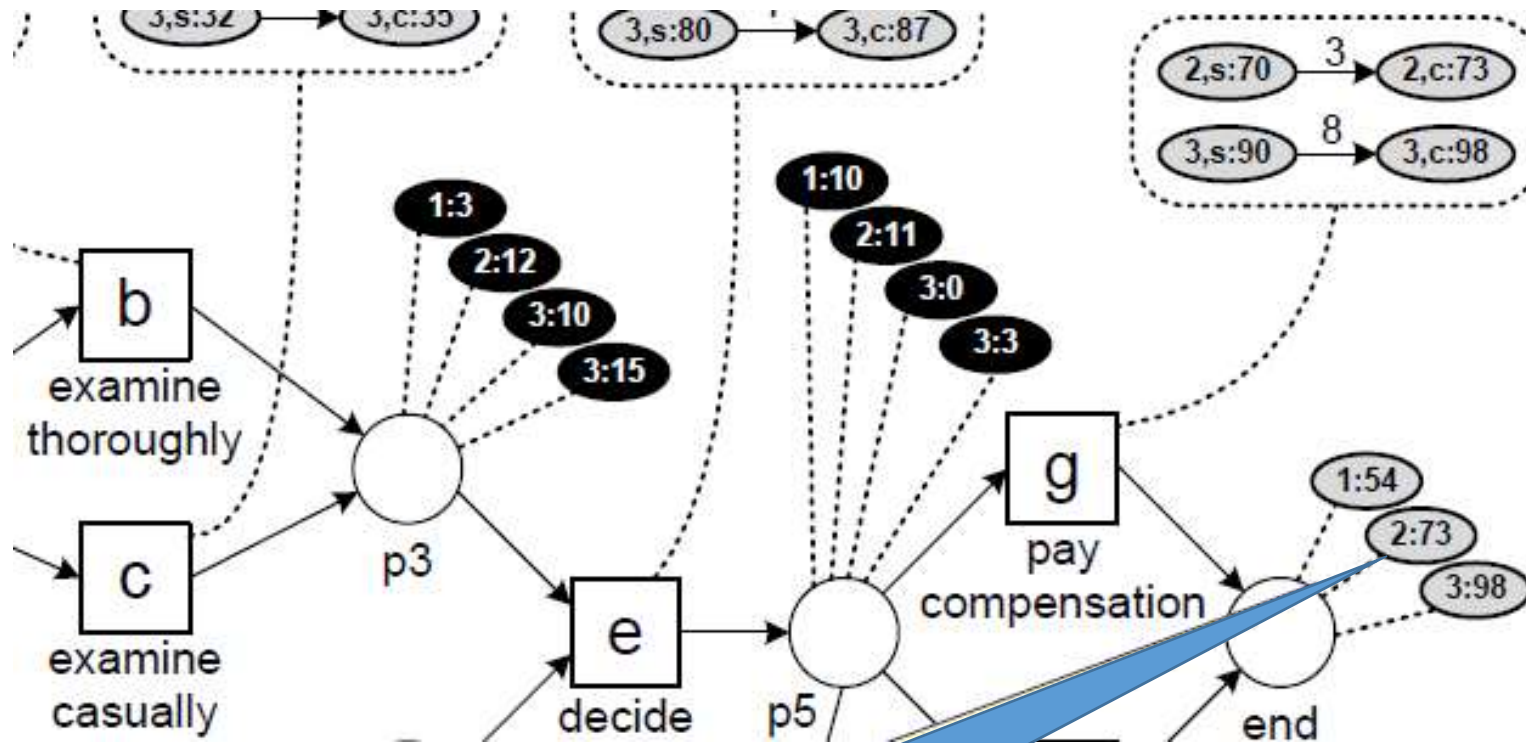 3,s:32
3,c:35
3,s:80
3,c:87
2,s:70
3
2,c:73
3,s:90
8
3,c:98
1:3
2:12
3:10
3:15
1:10
2:11
3:0
3:3
b
examine
thoroughly
c
examine
casually
p3
e
decide
p5
g
pay
compensation
1:54
2:73
3:98
end